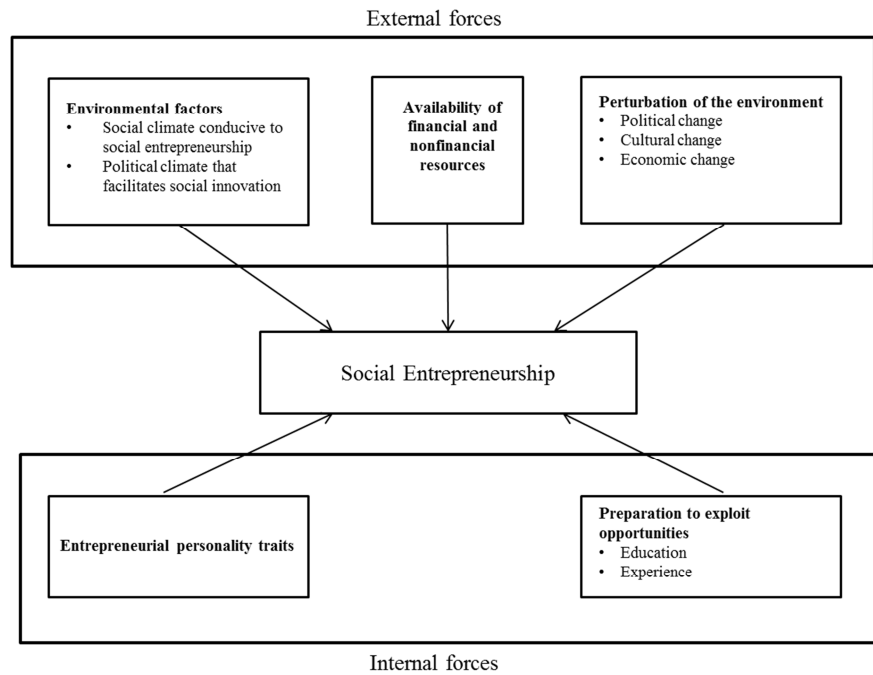 External forces
Environmental factors
• Social climate conducive to
social entrepreneurship
• Political climate that
facilitates social innovation
Availability of
financial and
nonfinancial
resources
Perturbation of the environment
• Political change
• Cultural change
• Economic change
Social Entrepreneurship
Entrepreneurial personality traits
Preparation to exploit
opportunities
• Education
• Experience
Internal forces